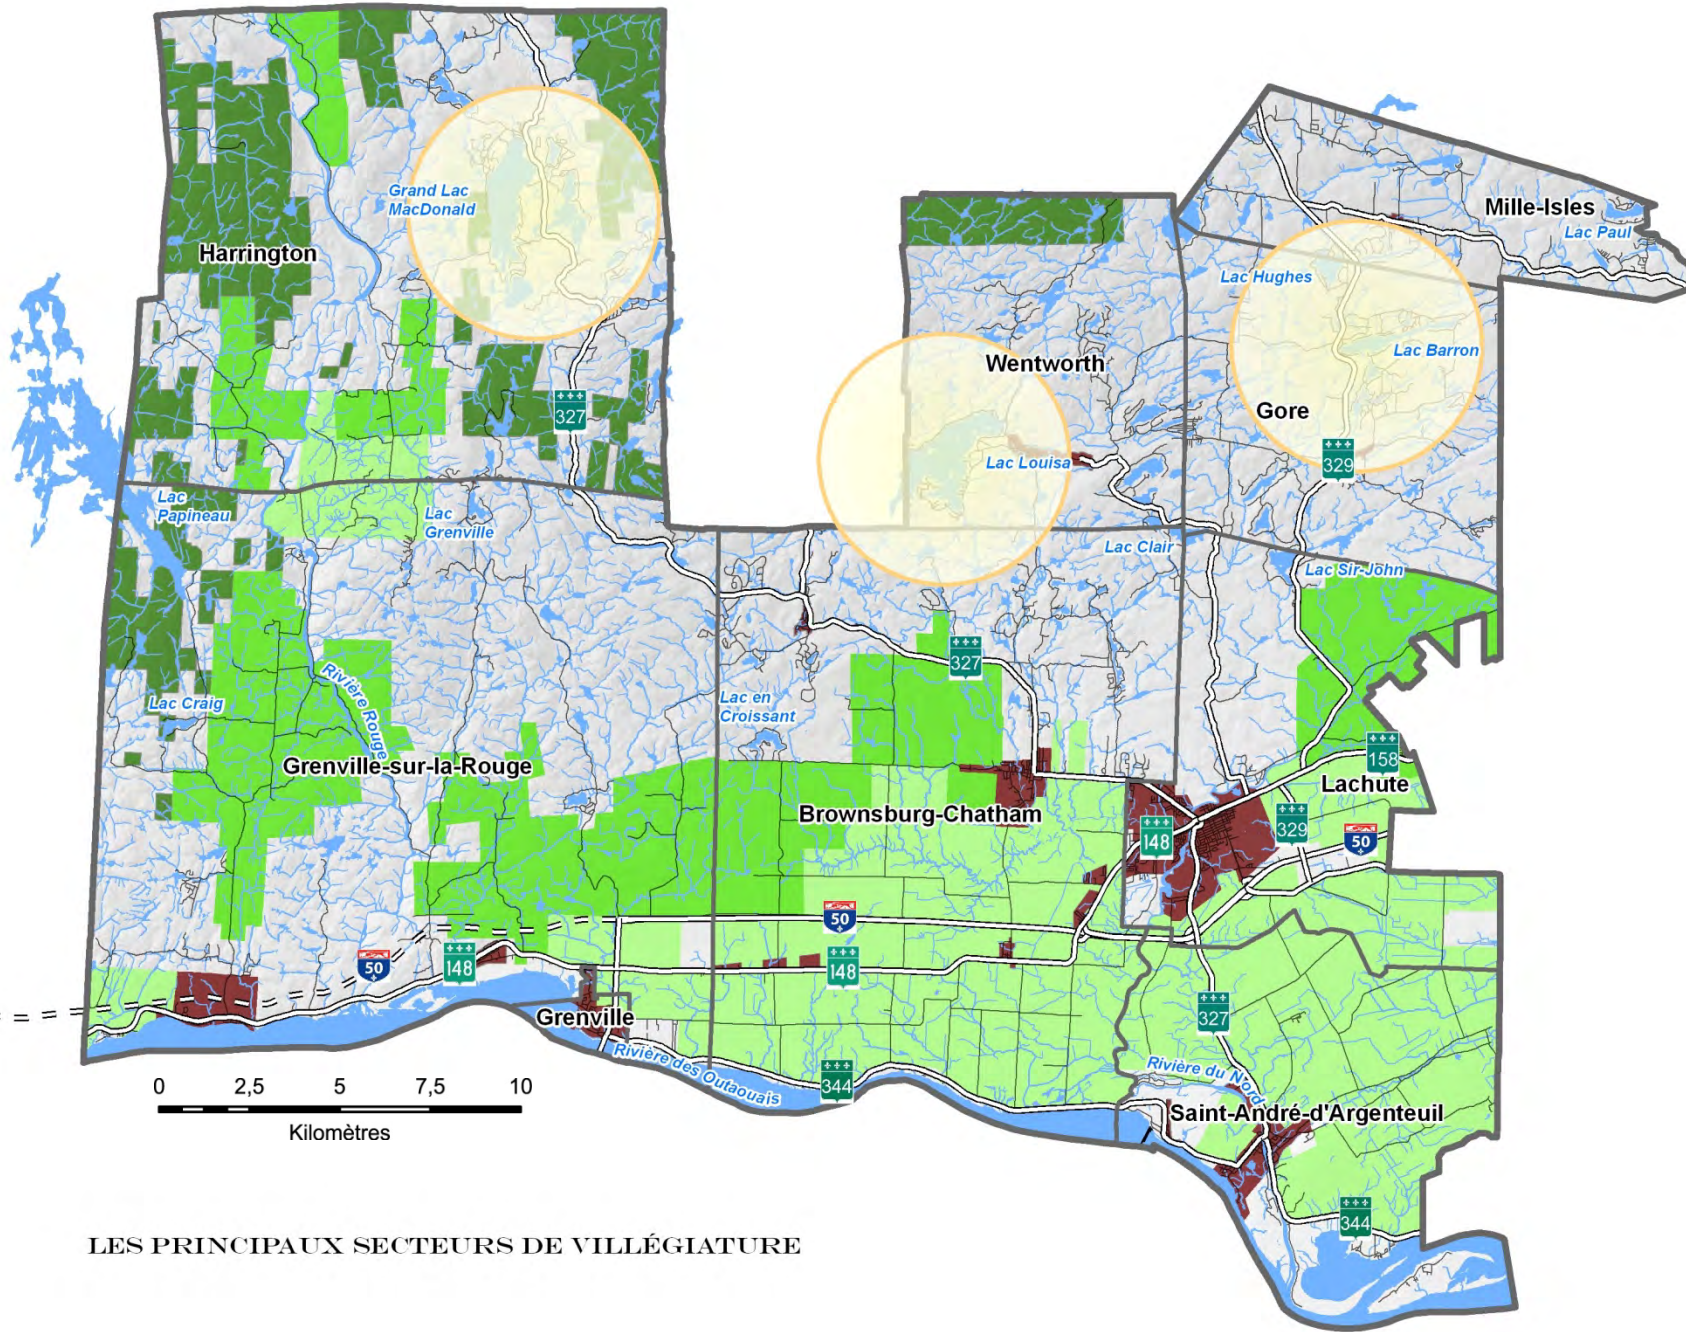 Grand Lac
MacDonald
Harrington
Mille-Isles
Lac Paul
Lac Hughes
Lac Barron
Wentworth
Gore
327
329
Lac Louisa
Lac
Papineau
Lac
Grenville
Lac Clair
Lac Sir-John
327
Rivière Rouge
Lac Craig
Lac en
Croissant
158
Grenville-sur-la-Rouge
Lachute
Brownsburg-Chatham
329
148
50
50
50
148
148
327
Grenville
Rivière des Outaouais
344
Rivière du Nord
Saint-André-d'Argenteuil
0 2,5 5 7,5 10
Kilomètres
344
LES PRINCIPAUX SECTEURS DE VILLÉGIATURE